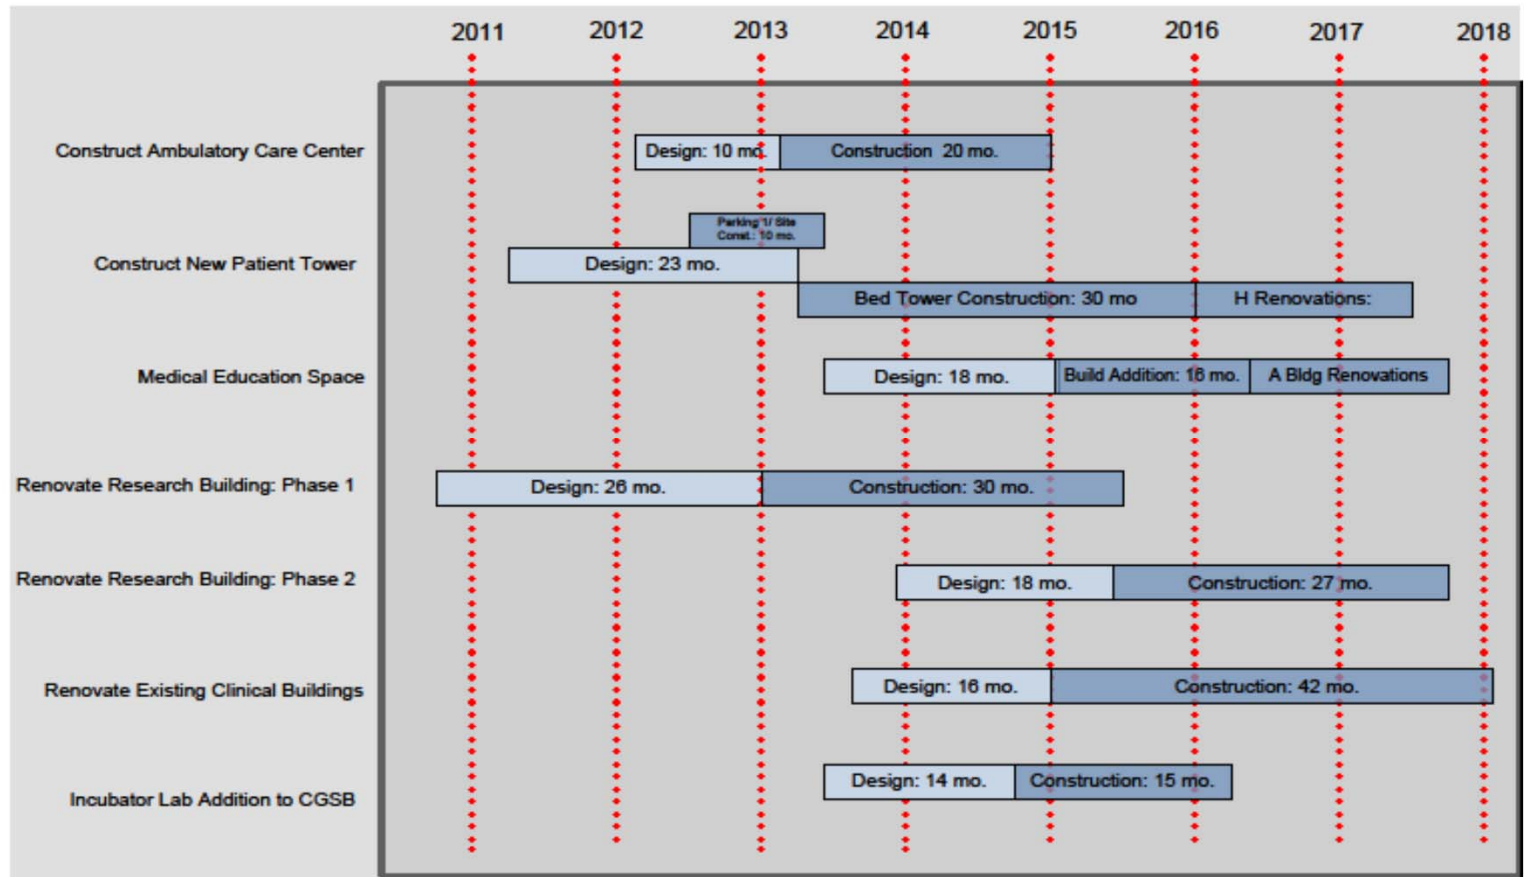 2011 2012 2013 2014 2015 2016 2017 2018
Construct Ambulatory Care Center
Design: 10 mo.
Construction 20 mo.
Parking 1/ Site
Const.: 10 mo.
Construct New Patient Tower
Design: 23 mo.
Bed Tower Construction: 30 mo
H Renovations:
Medical Education Space
Design: 18 mo.
Build Addition: 16 mo.
A Bldg Renovations
Renovate Research Building: Phase 1
Design: 26 mo.
Construction: 30 mo.
Renovate Research Building: Phase 2
Design: 18 mo.
Construction: 27 mo.
Renovate Existing Clinical Buildings
Design: 16 mo.
Construction: 42 mo.
Incubator Lab Addition to CGSB
Design: 14 mo.
Construction: 15 mo.